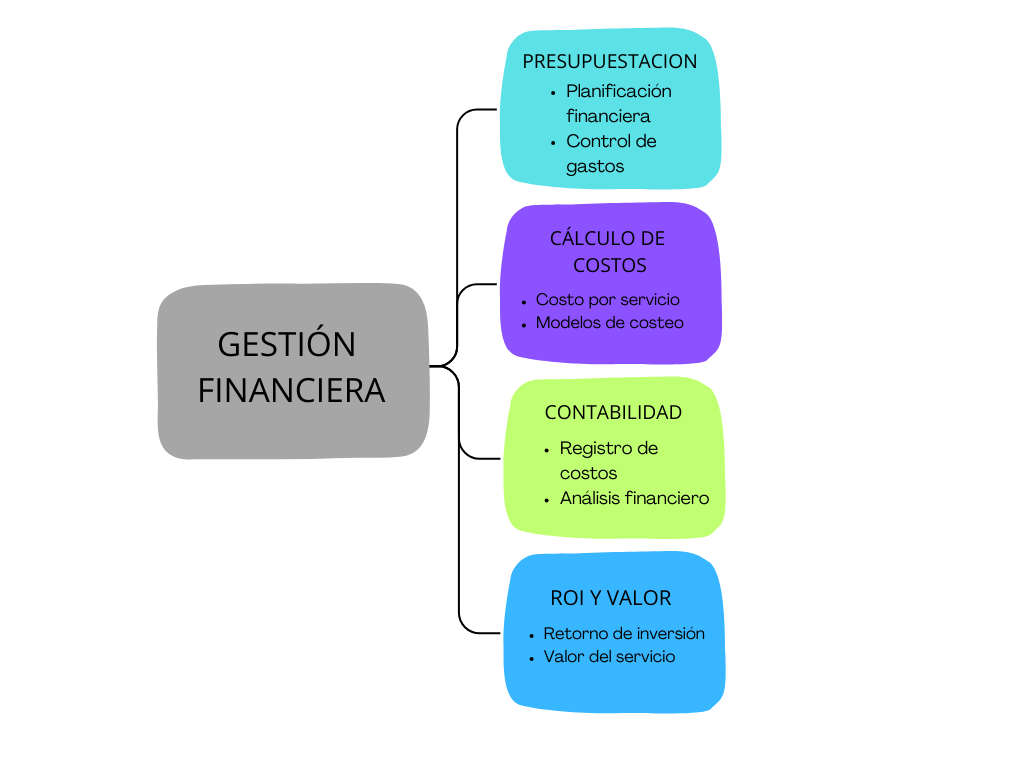 GESTIÓN
FINANCIERA
PRESUPUESTACION
• Planificación
financiera
• Control de
gastos
CÁLCULO DE
COSTOS
• Costo por servicio
• Modelos de costeo
CONTABILIDAD
• Registro de
costos
• Análisis financiero
ROI Y VALOR
• Retorno de inversión
• Valor del servicio